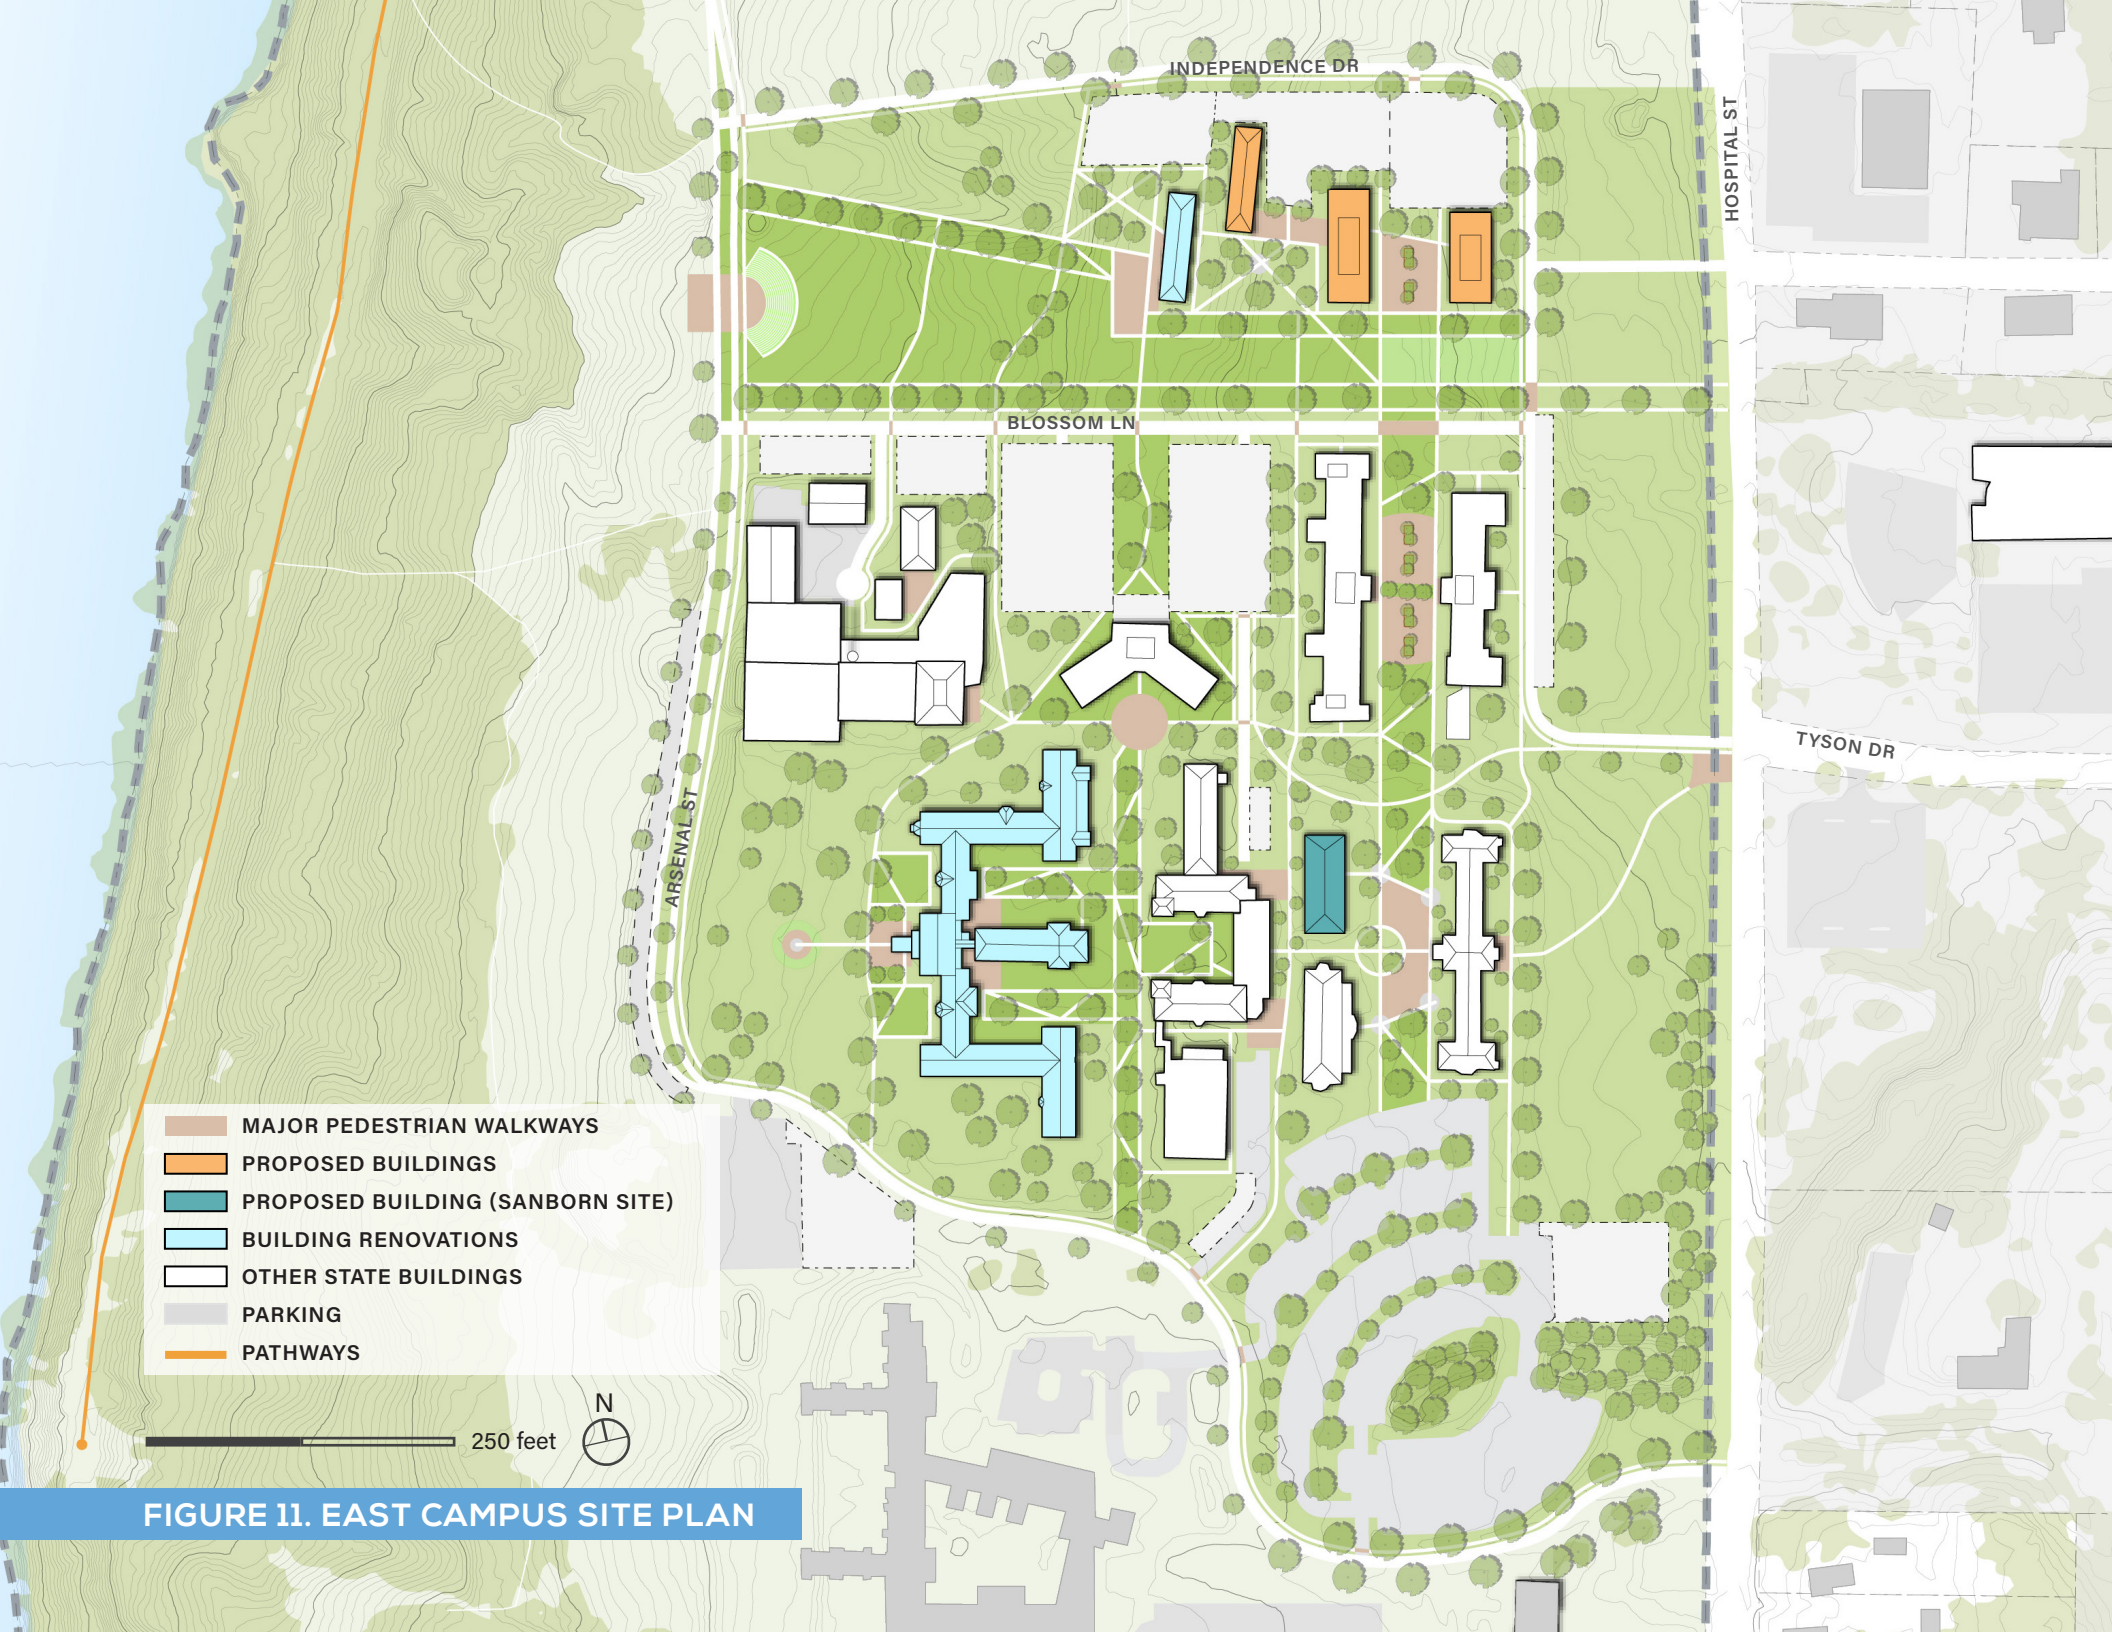 INDEPENDENCE DR
HOSPITAL ST
BLOSSOM LN
TYSON DR
ARSENAL ST
MAJOR PEDESTRIAN WALKWAYS
PROPOSED BUILDINGS
PROPOSED BUILDING (SANBORN SITE)
BUILDING RENOVATIONS
OTHER STATE BUILDINGS
PARKING
PATHWAYS
N
250 feet
FIGURE 11. EAST CAMPUS SITE PLAN